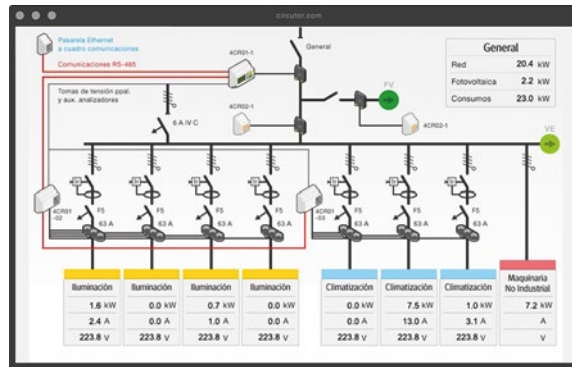 circutor.com
Pasarela Ethernet
a cuadro comunicaciones
Comunicaciones RS-485
Tomas de tensión ppal.
y aux. analizadores
4CR01-1
General
6 A IV C
4CR02-1
FV
4CR02-1
General
Red 20.4 kW
Fotovoltaica 2.2 kW
Consumos 23.0 kW
VE
4CR01
-02
F5
63 A
F5
63 A
F5
63 A
F5
63 A
4CR01
-03
F5
63 A
F5
63 A
F5
63 A
Iluminación
1.6 kW
2.4 A
223.8 V
Iluminación
0.0 kW
0.0 A
223.8 V
Iluminación
0.7 kW
1.0 A
223.8 V
Iluminación
0.0 kW
0.0 A
223.8 V
Climatización
0.0 kW
0.0 A
223.8 V
Climatización
7.5 kW
13.0 A
223.8 V
Climatización
1.0 kW
3.1 A
223.8 V
Maquinaria
No Industrial
7.2 kW
A
V